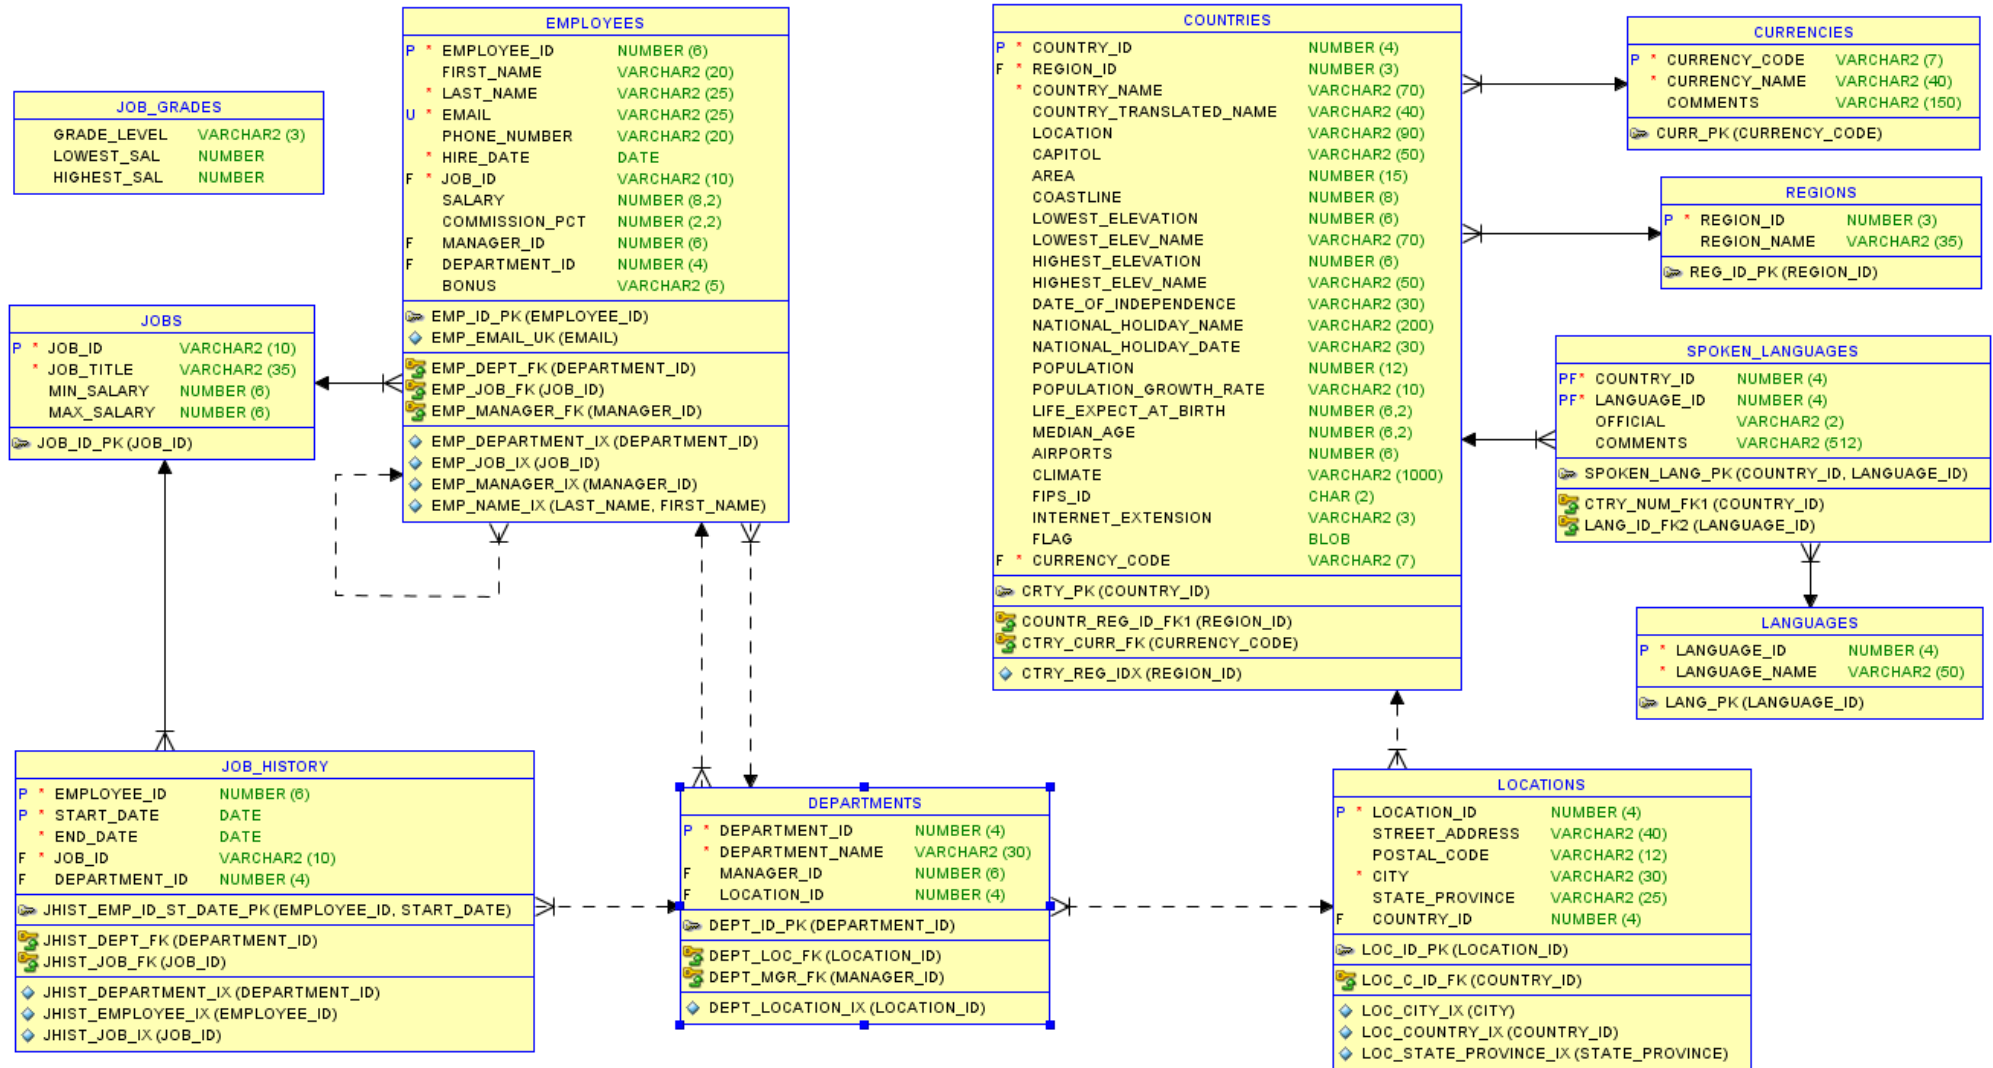 JOB_GRADES
GRADE_LEVEL VARCHAR2 (3)
LOWEST_SAL NUMBER
HIGHEST_SAL NUMBER
JOBS
P * JOB_ID VARCHAR2 (10)
* JOB_TITLE VARCHAR2 (35)
MIN_SALARY NUMBER (6)
MAX_SALARY NUMBER (6)
JOB_ID_PK (JOB_ID)
EMPLOYEES
P * EMPLOYEE_ID NUMBER (6)
FIRST_NAME VARCHAR2 (20)
* LAST_NAME VARCHAR2 (25)
U * EMAIL VARCHAR2 (25)
PHONE_NUMBER VARCHAR2 (20)
* HIRE_DATE DATE
F * JOB_ID VARCHAR2 (10)
SALARY NUMBER (8,2)
COMMISSION_PCT NUMBER (2,2)
F MANAGER_ID NUMBER (6)
F DEPARTMENT_ID NUMBER (4)
BONUS VARCHAR2 (5)
EMP_ID_PK (EMPLOYEE_ID)
EMP_EMAIL_UK (EMAIL)
EMP_DEPT_FK (DEPARTMENT_ID)
EMP_JOB_FK (JOB_ID)
EMP_MANAGER_FK (MANAGER_ID)
EMP_DEPARTMENT_IX (DEPARTMENT_ID)
EMP_JOB_IX (JOB_ID)
EMP_MANAGER_IX (MANAGER_ID)
EMP_NAME_IX (LAST_NAME, FIRST_NAME)
COUNTRIES
P * COUNTRY_ID NUMBER (4)
F * REGION_ID NUMBER (3)
* COUNTRY_NAME VARCHAR2 (70)
COUNTRY_TRANSLATED_NAME VARCHAR2 (40)
LOCATION VARCHAR2 (90)
CAPITOL VARCHAR2 (50)
AREA NUMBER (15)
COASTLINE NUMBER (8)
LOWEST_ELEVATION NUMBER (6)
LOWEST_ELEV_NAME VARCHAR2 (70)
HIGHEST_ELEVATION NUMBER (6)
HIGHEST_ELEV_NAME VARCHAR2 (50)
DATE_OF_INDEPENDENCE VARCHAR2 (30)
NATIONAL_HOLIDAY_NAME VARCHAR2 (200)
NATIONAL_HOLIDAY_DATE VARCHAR2 (30)
POPULATION NUMBER (12)
POPULATION_GROWTH_RATE VARCHAR2 (10)
LIFE_EXPECT_AT_BIRTH NUMBER (6,2)
MEDIAN_AGE NUMBER (6,2)
AIRPORTS NUMBER (6)
CLIMATE VARCHAR2 (1000)
FIPS_ID CHAR (2)
INTERNET_EXTENSION VARCHAR2 (3)
FLAG BLOB
F * CURRENCY_CODE VARCHAR2 (7)
CRTY_PK (COUNTRY_ID)
COUNTR_REG_ID_FK1 (REGION_ID)
CTRY_CURR_FK (CURRENCY_CODE)
CTRY_REG_IDX (REGION_ID)
CURRENCIES
P * CURRENCY_CODE VARCHAR2 (7)
* CURRENCY_NAME VARCHAR2 (40)
COMMENTS VARCHAR2 (150)
CURR_PK (CURRENCY_CODE)
REGIONS
P * REGION_ID NUMBER (3)
REGION_NAME VARCHAR2 (35)
REG_ID_PK (REGION_ID)
SPOKEN_LANGUAGES
PF* COUNTRY_ID NUMBER (4)
PF* LANGUAGE_ID NUMBER (4)
OFFICIAL VARCHAR2 (2)
COMMENTS VARCHAR2 (512)
SPOKEN_LANG_PK (COUNTRY_ID, LANGUAGE_ID)
CTRY_NUM_FK1 (COUNTRY_ID)
LANG_ID_FK2 (LANGUAGE_ID)
LANGUAGES
P * LANGUAGE_ID NUMBER (4)
* LANGUAGE_NAME VARCHAR2 (50)
LANG_PK (LANGUAGE_ID)
JOB_HISTORY
P * EMPLOYEE_ID NUMBER (6)
P * START_DATE DATE
* END_DATE DATE
F * JOB_ID VARCHAR2 (10)
F DEPARTMENT_ID NUMBER (4)
JHIST_EMP_ID_ST_DATE_PK (EMPLOYEE_ID, START_DATE)
JHIST_DEPT_FK (DEPARTMENT_ID)
JHIST_JOB_FK (JOB_ID)
JHIST_DEPARTMENT_IX (DEPARTMENT_ID)
JHIST_EMPLOYEE_IX (EMPLOYEE_ID)
JHIST_JOB_IX (JOB_ID)
DEPARTMENTS
P * DEPARTMENT_ID NUMBER (4)
* DEPARTMENT_NAME VARCHAR2 (30)
F MANAGER_ID NUMBER (6)
F LOCATION_ID NUMBER (4)
DEPT_ID_PK (DEPARTMENT_ID)
DEPT_LOC_FK (LOCATION_ID)
DEPT_MGR_FK (MANAGER_ID)
DEPT_LOCATION_IX (LOCATION_ID)
LOCATIONS
P * LOCATION_ID NUMBER (4)
STREET_ADDRESS VARCHAR2 (40)
POSTAL_CODE VARCHAR2 (12)
* CITY VARCHAR2 (30)
STATE_PROVINCE VARCHAR2 (25)
F COUNTRY_ID NUMBER (4)
LOC_ID_PK (LOCATION_ID)
LOC_C_ID_FK (COUNTRY_ID)
LOC_CITY_IX (CITY)
LOC_COUNTRY_IX (COUNTRY_ID)
LOC_STATE_PROVINCE_IX (STATE_PROVINCE)